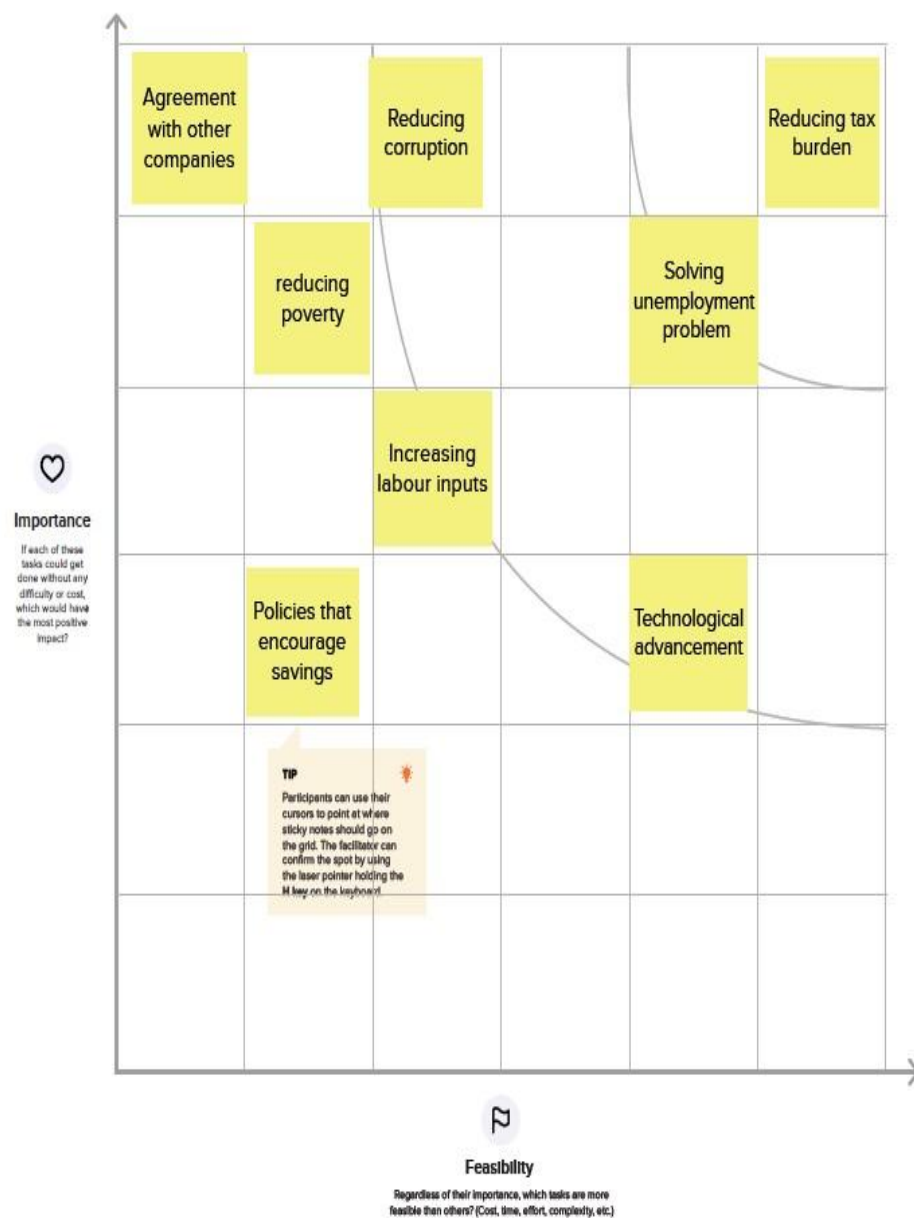 Agreement
with other
companies
Reducing
corruption
Reducing tax
burden
reducing
poverty
Solving
unemployment
problem
Increasing
labour inputs
Importance
If each of these
tasks could get
done without any
difficulty or cost,
which would have
the most positive
impact?
Policies that
encourage
savings
Technological
advancement
TIP
Participants can use their
cursors to point at where
sticky notes should go on
the grid. The facilitator can
confirm the spot by using
the laser pointer holding the
H key on the keyboard.
Feasibility
Regardless of their importance, which tasks are more
feasible than others? (Cost, time, effort, complexity, etc.)